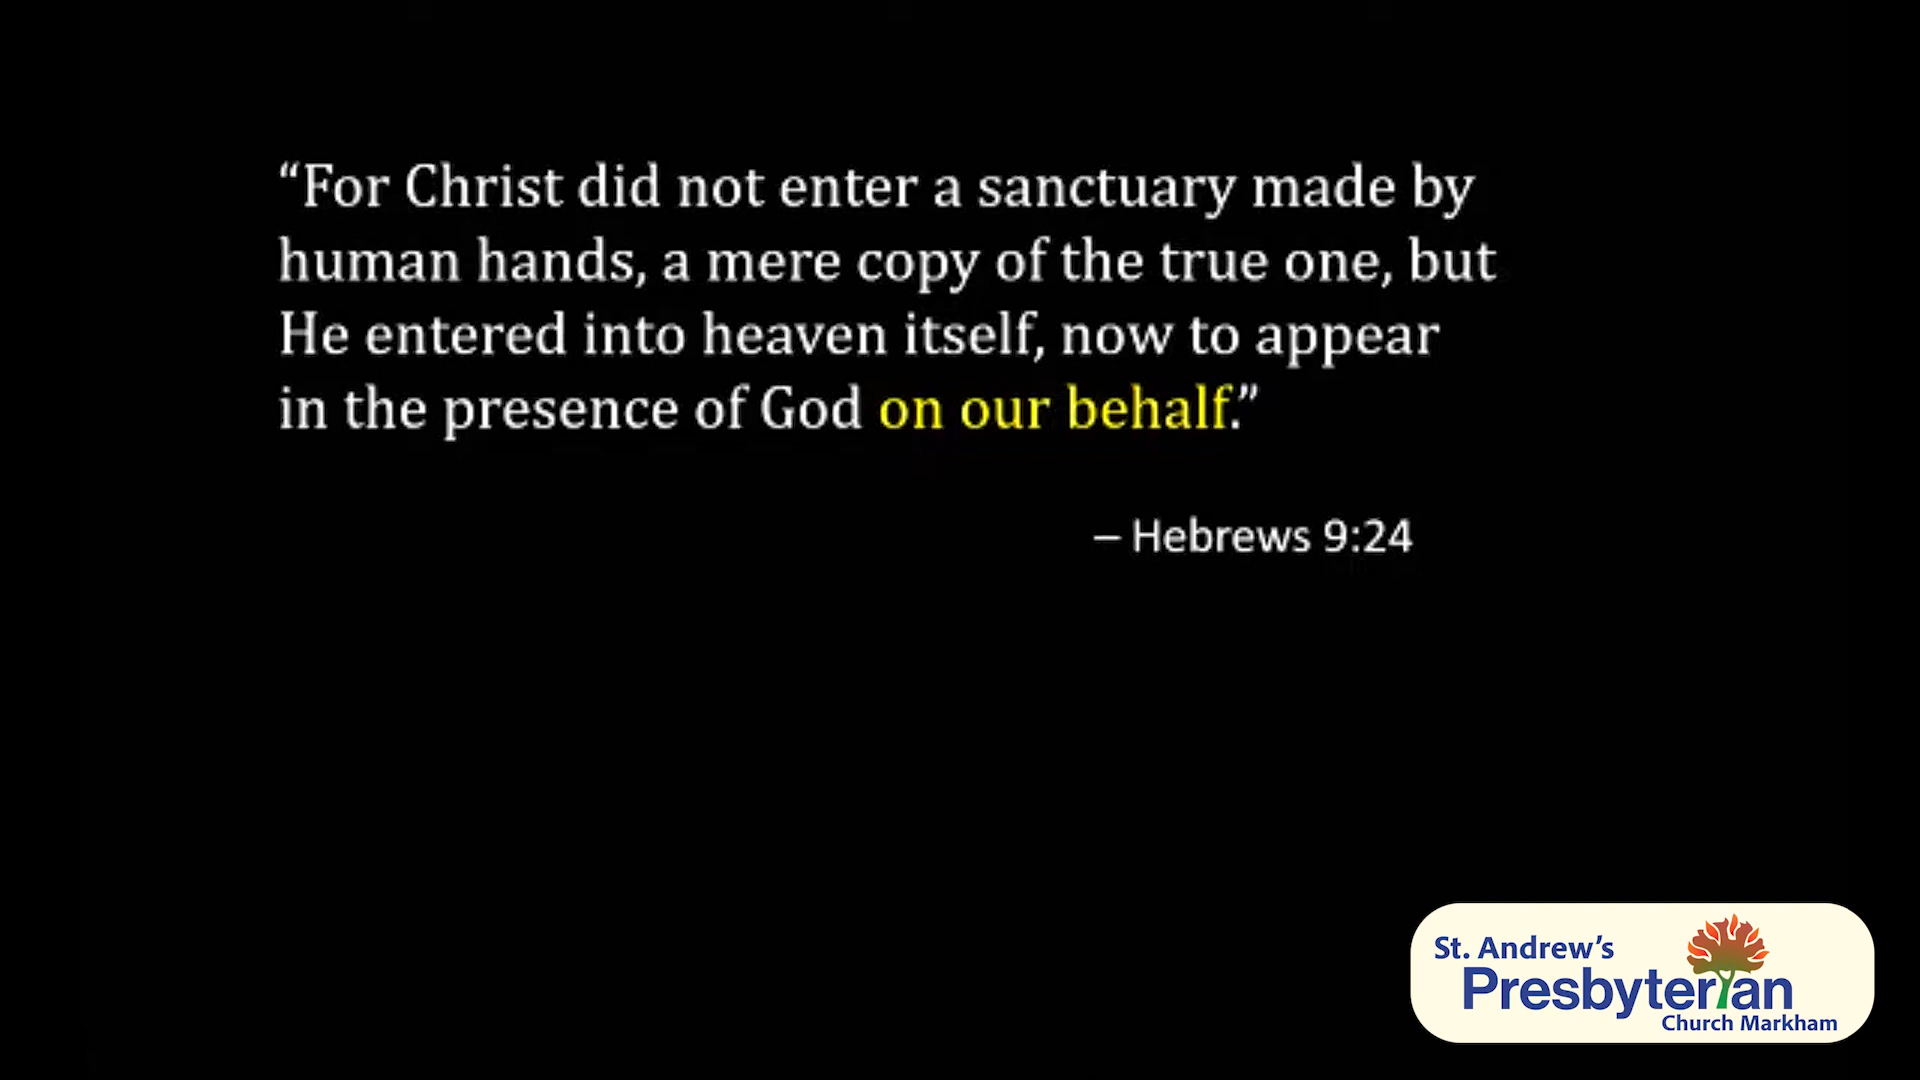 “For Christ did not enter a sanctuary made by
human hands, a mere copy of the true one, but
He entered into heaven itself, now to appear
in the presence of God on our behalf.”
– Hebrews 9:24
St. Andrew’s
Presbyterian
Church Markham